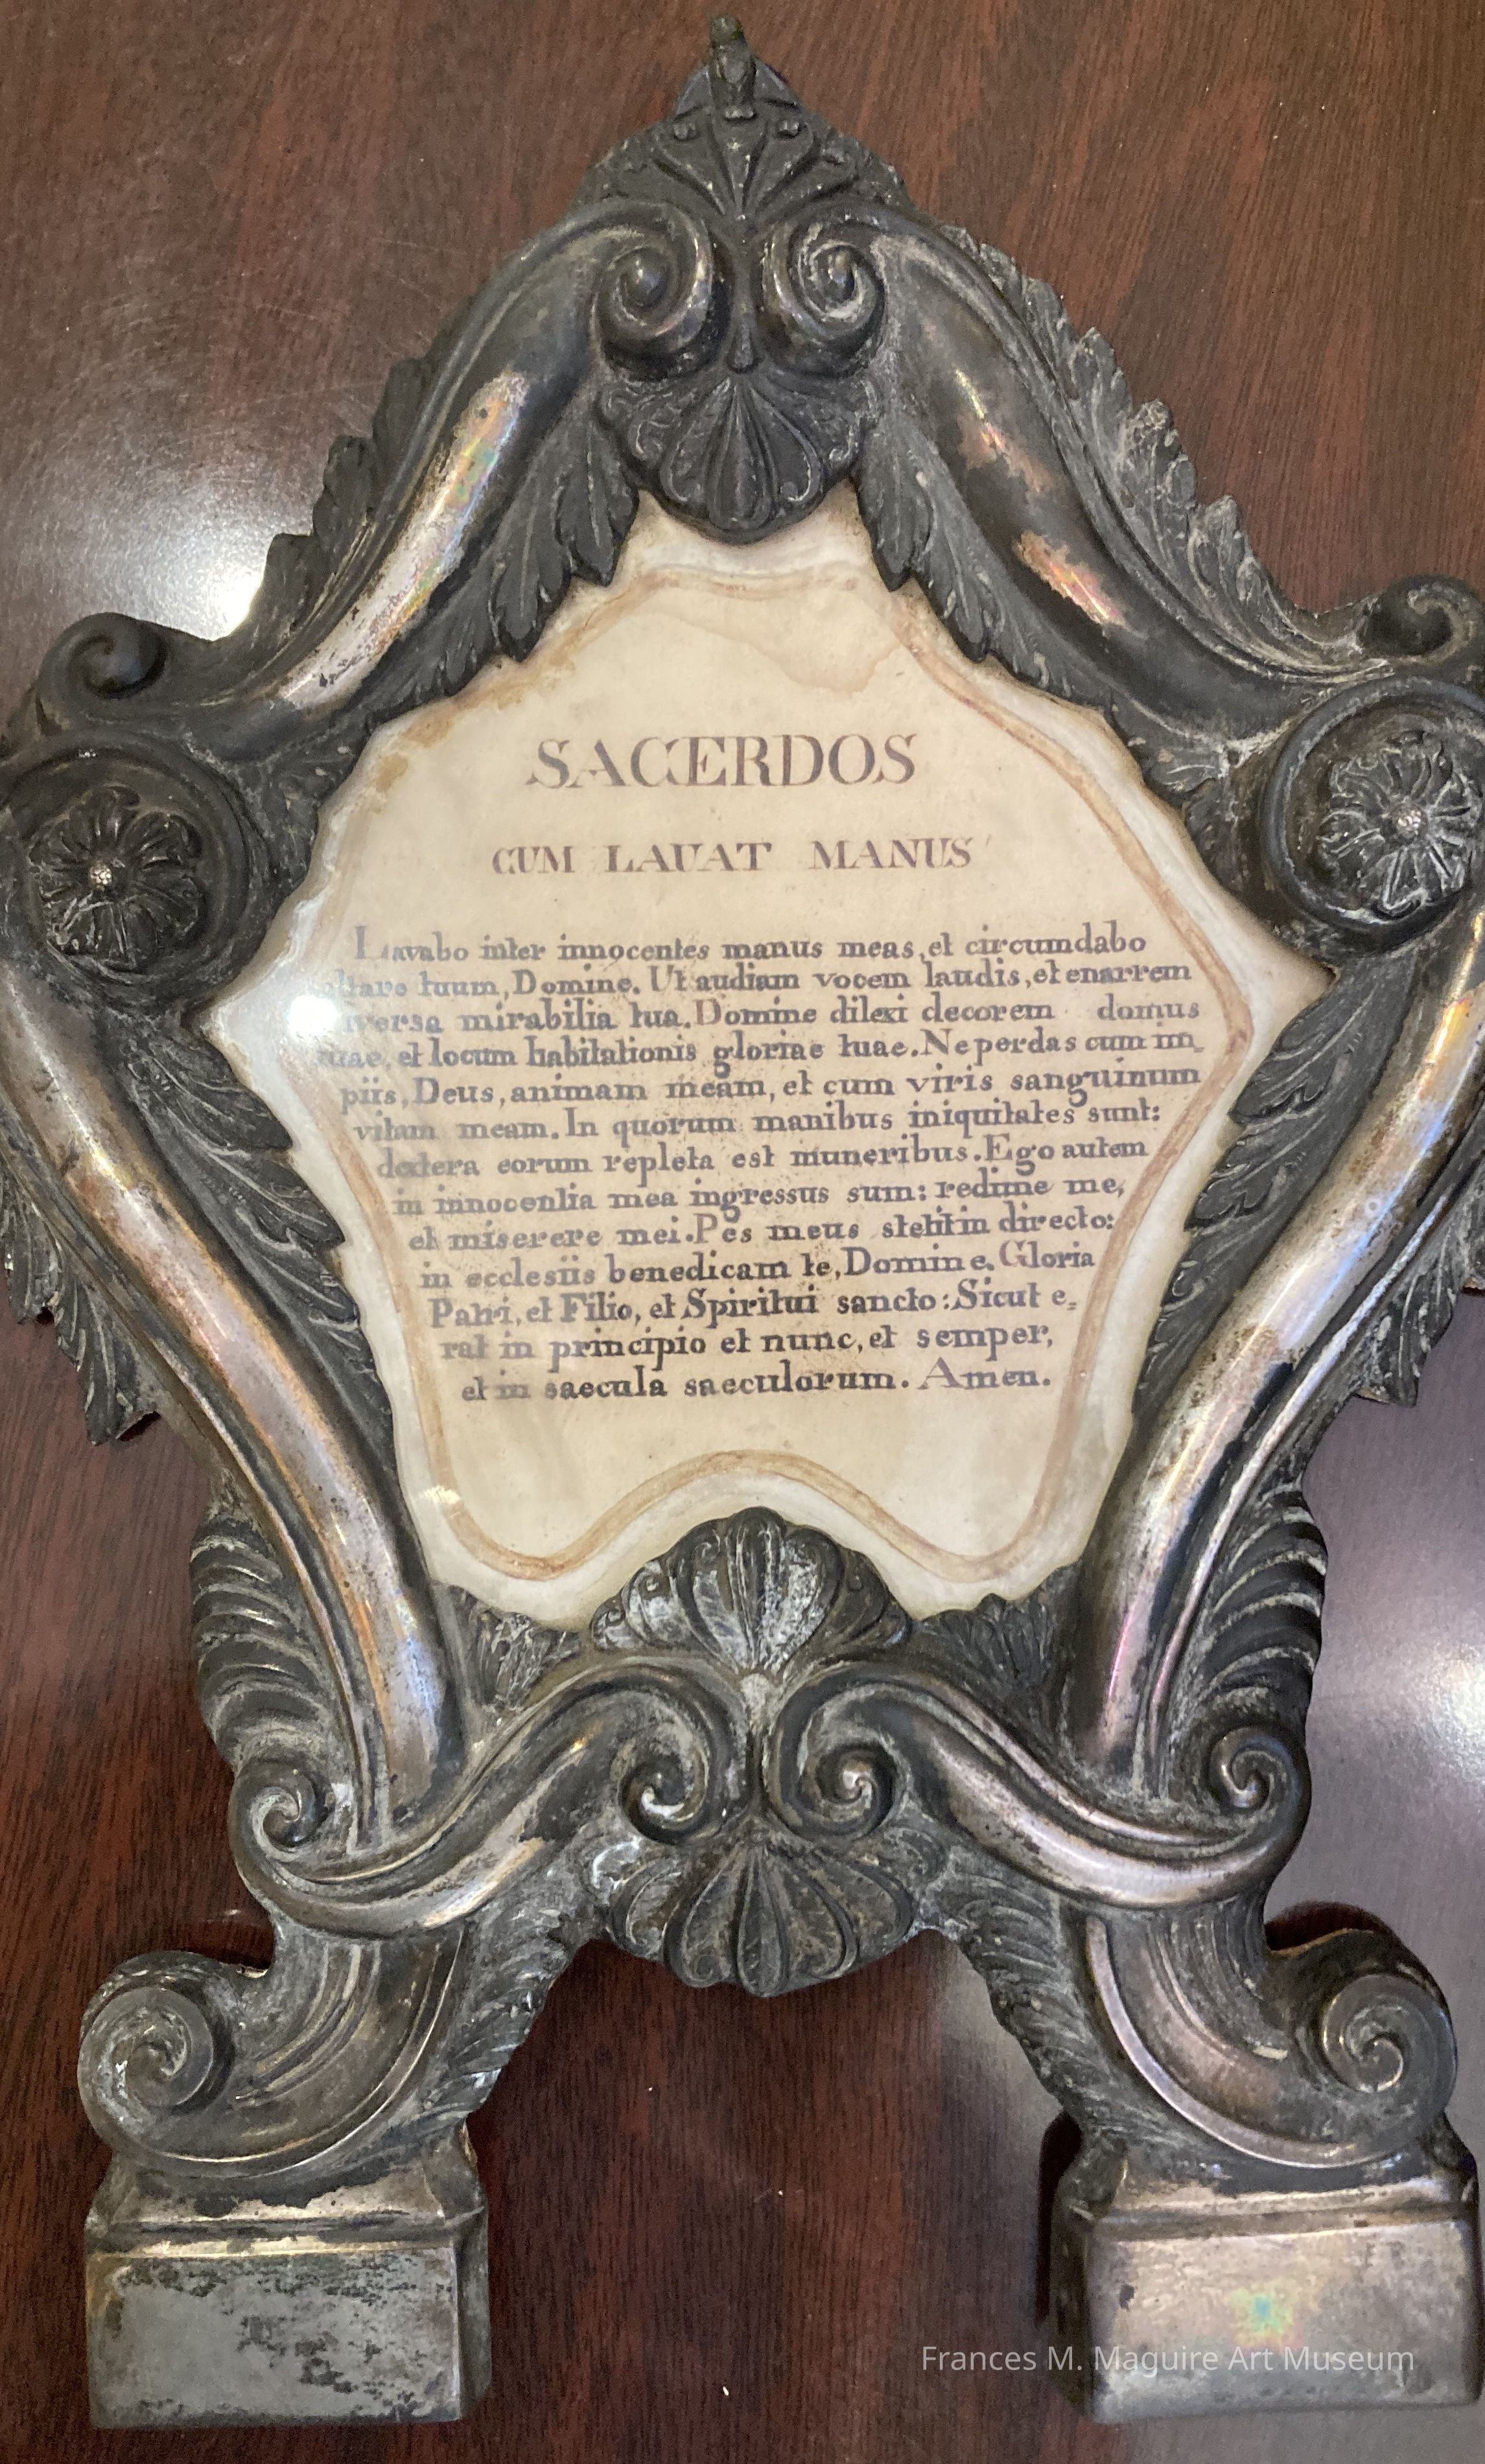 SACERDOS
CUM LAUAT MANUS
Lavabo inter innocentes manus meas, et circumdabo
altare tuum, Domine. Ut audiam vocem laudis, et enarrem
iversa mirabilia tua. Domine dilexi decorem domus
tuae, et locum habitationis gloriae tuae. Ne perdas cum im-
piis, Deus, animam meam, et cum viris sanguinum
vitam meam. In quorum manibus iniquitates sunt:
dextera eorum repleta est muneribus. Ego autem
in innocentia mea ingressus sum: redime me,
et miserere mei. Pes meus stetit in directo:
in ecclesiis benedicam te, Domine. Gloria
Patri, et Filio, et Spiritui sancto: Sicut e=
rat in principio et nunc, et semper,
et in saecula saeculorum. Amen.
Frances M. Maguire Art Museum